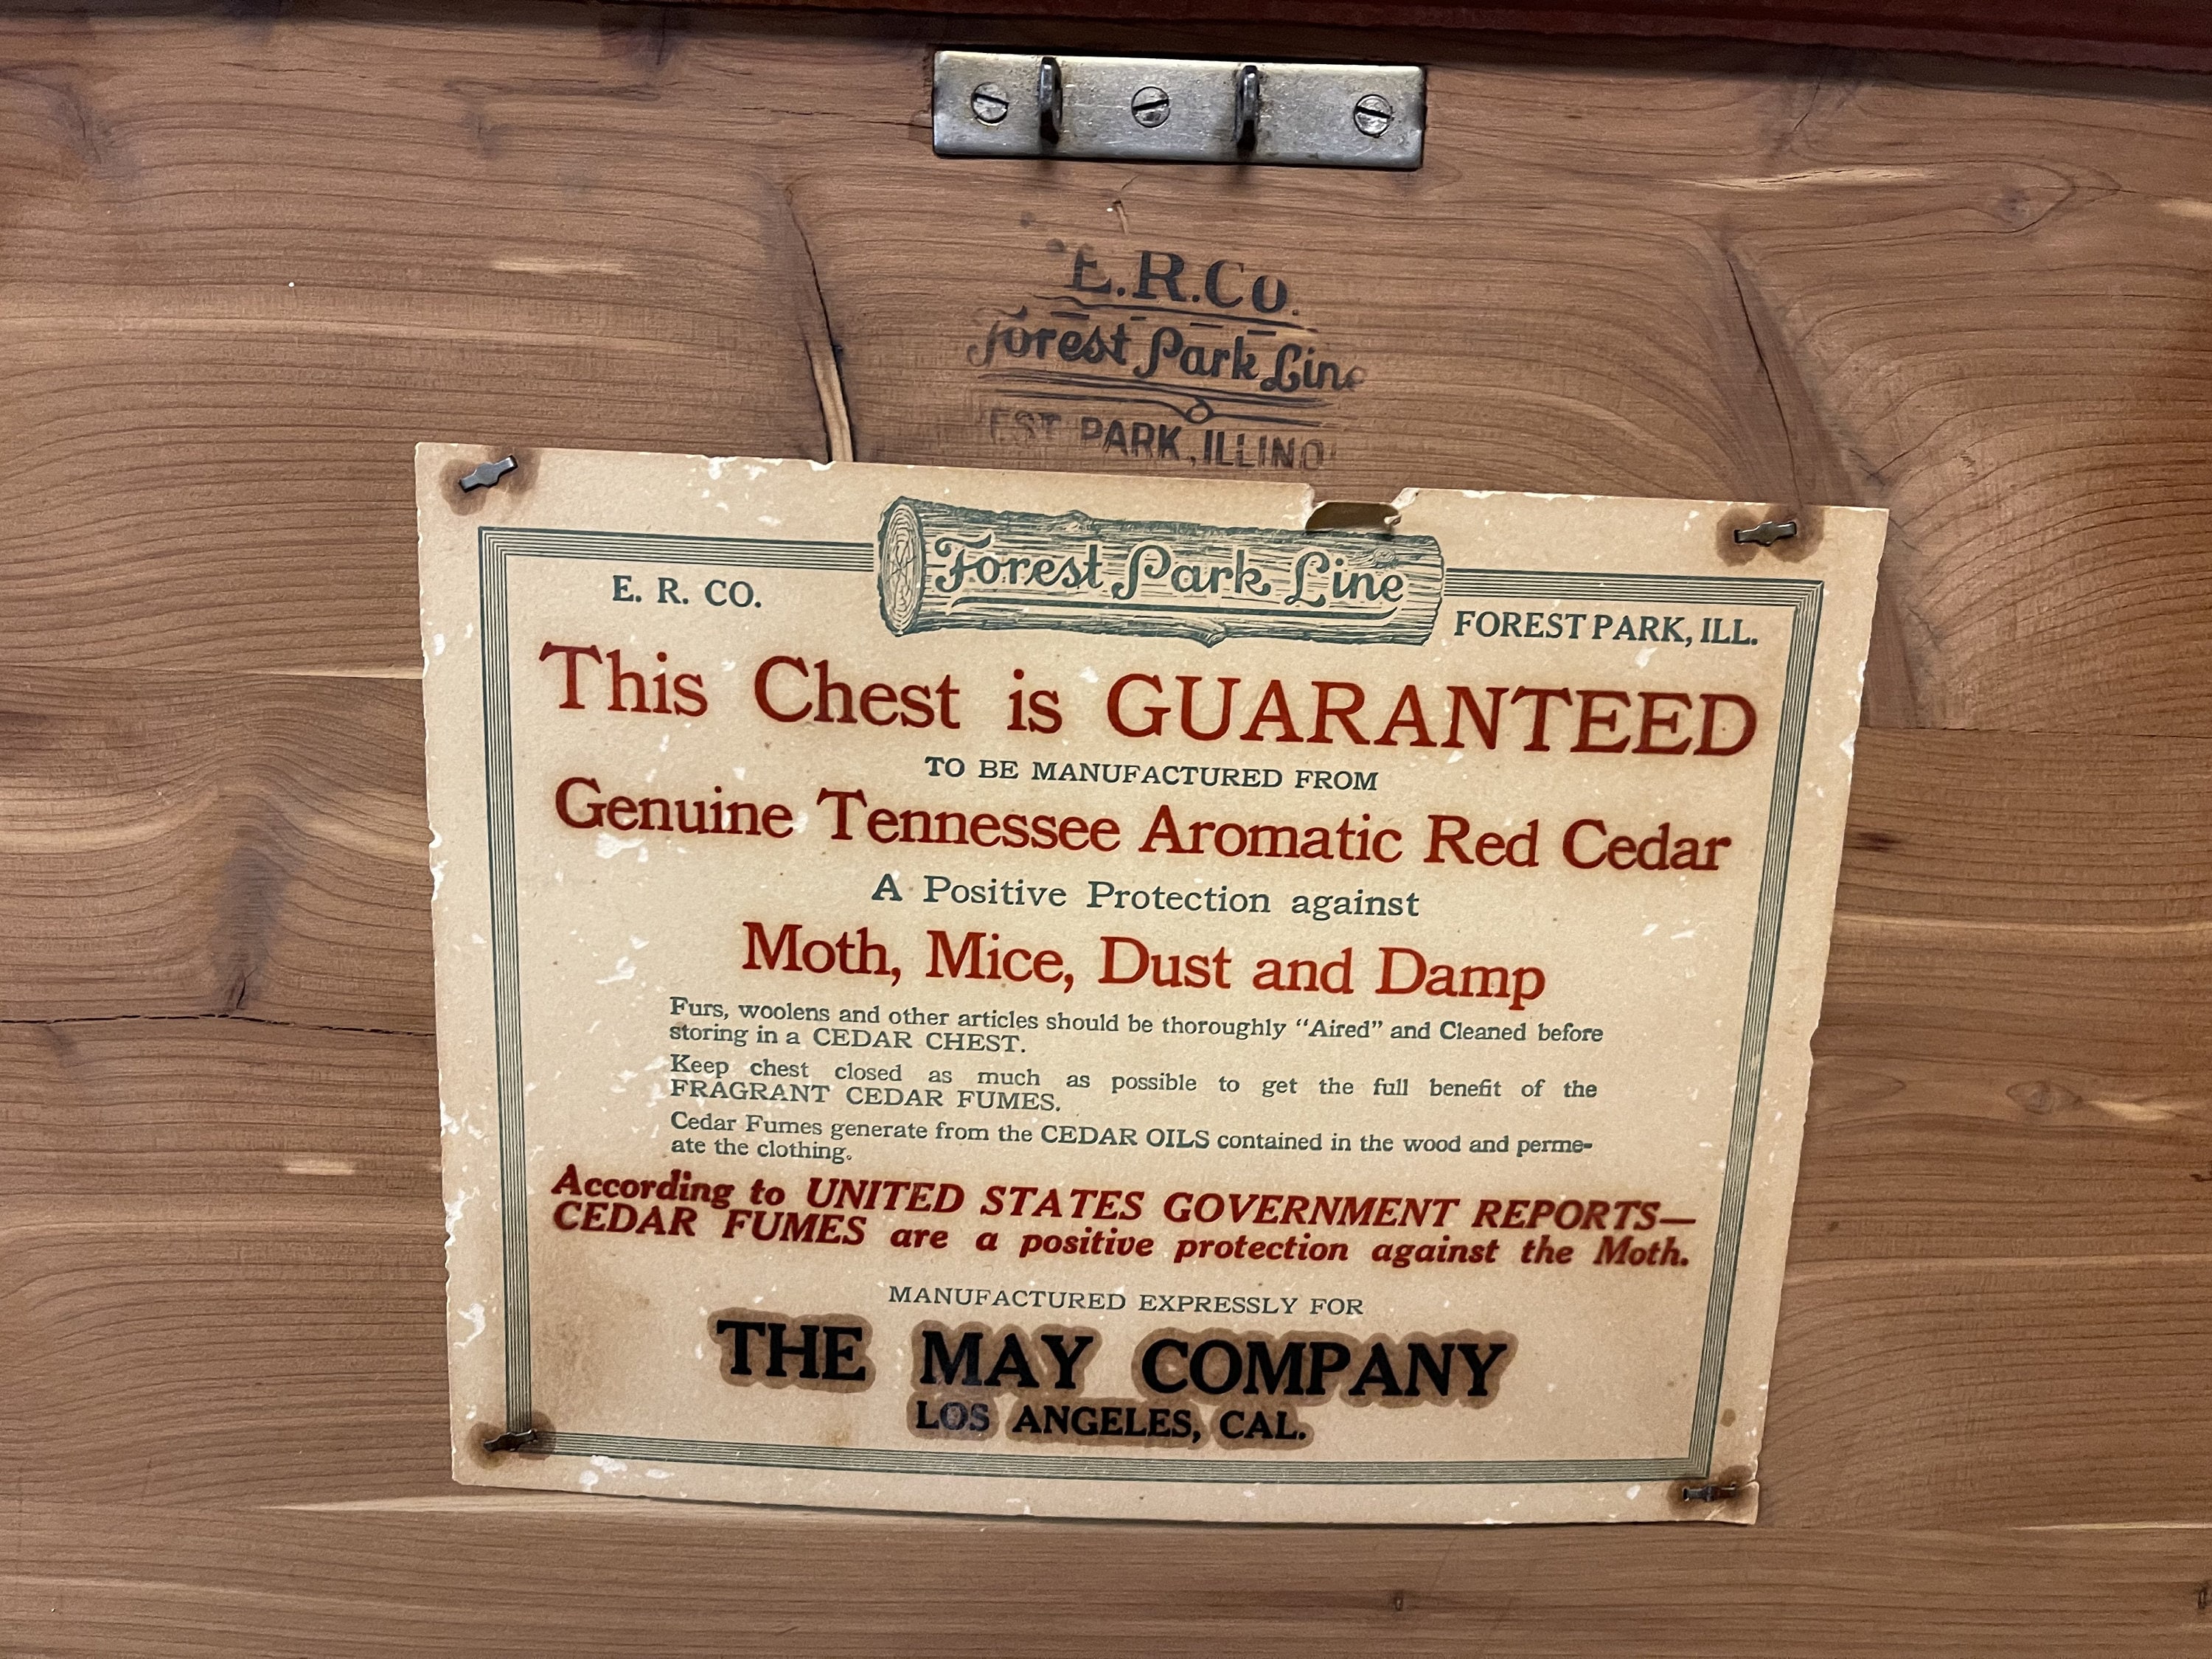 E.R.Co.
Forest Park Line
EST PARK, ILLINO
Forest Park Line
E. R. CO.
FOREST PARK, ILL.
This Chest is GUARANTEED
TO BE MANUFACTURED FROM
Genuine Tennessee Aromatic Red Cedar
A Positive Protection against
Moth, Mice, Dust and Damp
Furs, woolens and other articles should be thoroughly "Aired" and Cleaned before
storing in a CEDAR CHEST.
Keep chest closed as much as possible to get the full benefit of the
FRAGRANT CEDAR FUMES.
Cedar Fumes generate from the CEDAR OILS contained in the wood and perme-
ate the clothing.
According to UNITED STATES GOVERNMENT REPORTS—
CEDAR FUMES are a positive protection against the Moth.
MANUFACTURED EXPRESSLY FOR
THE MAY COMPANY
LOS ANGELES, CAL.